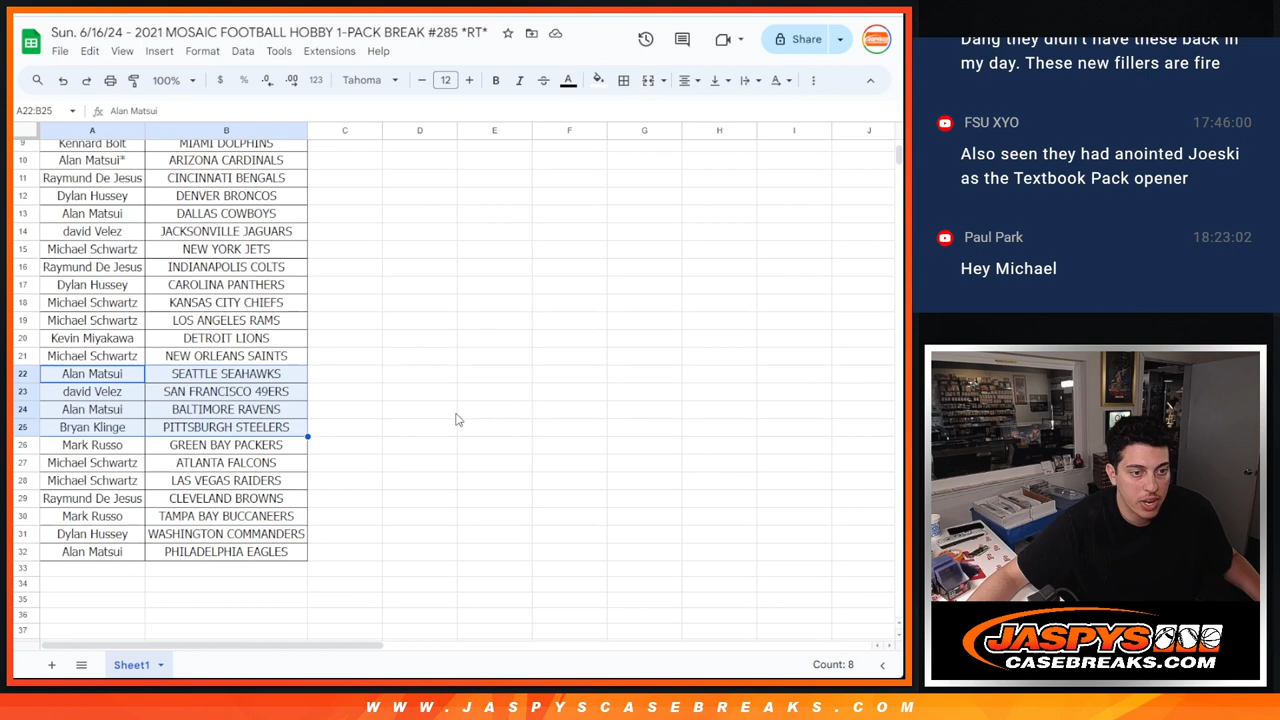 Sun. 6/16/24 - 2021 MOSAIC FOOTBALL HOBBY 1-PACK BREAK #285 *RT*
File Edit View Insert Format Data Tools Extensions Help
Share
100% $ % .0 .00 123 Tahoma 12 B I A
A22:B25 fx Alan Matsui
A B C D E F G H I J
9 Kennard Bolt MIAMI DOLPHINS
10 Alan Matsui* ARIZONA CARDINALS
11 Raymund De Jesus CINCINNATI BENGALS
12 Dylan Hussey DENVER BRONCOS
13 Alan Matsui DALLAS COWBOYS
14 david Velez JACKSONVILLE JAGUARS
15 Michael Schwartz NEW YORK JETS
16 Raymund De Jesus INDIANAPOLIS COLTS
17 Dylan Hussey CAROLINA PANTHERS
18 Michael Schwartz KANSAS CITY CHIEFS
19 Michael Schwartz LOS ANGELES RAMS
20 Kevin Miyakawa DETROIT LIONS
21 Michael Schwartz NEW ORLEANS SAINTS
22 Alan Matsui SEATTLE SEAHAWKS
23 david Velez SAN FRANCISCO 49ERS
24 Alan Matsui BALTIMORE RAVENS
25 Bryan Klinge PITTSBURGH STEELERS
26 Mark Russo GREEN BAY PACKERS
27 Michael Schwartz ATLANTA FALCONS
28 Michael Schwartz LAS VEGAS RAIDERS
29 Raymund De Jesus CLEVELAND BROWNS
30 Mark Russo TAMPA BAY BUCCANEERS
31 Dylan Hussey WASHINGTON COMMANDERS
32 Alan Matsui PHILADELPHIA EAGLES
33
34
35
36
37
Sheet1 Count: 8
Dang they didn't have these back in
my day. These new fillers are fire
FSU XYO 17:46:00
Also seen they had anointed Joeski
as the Textbook Pack opener
Paul Park 18:23:02
Hey Michael
JASPYS
CASEBREAKS.COM
WWW.JASPYSCASEBREAKS.COM